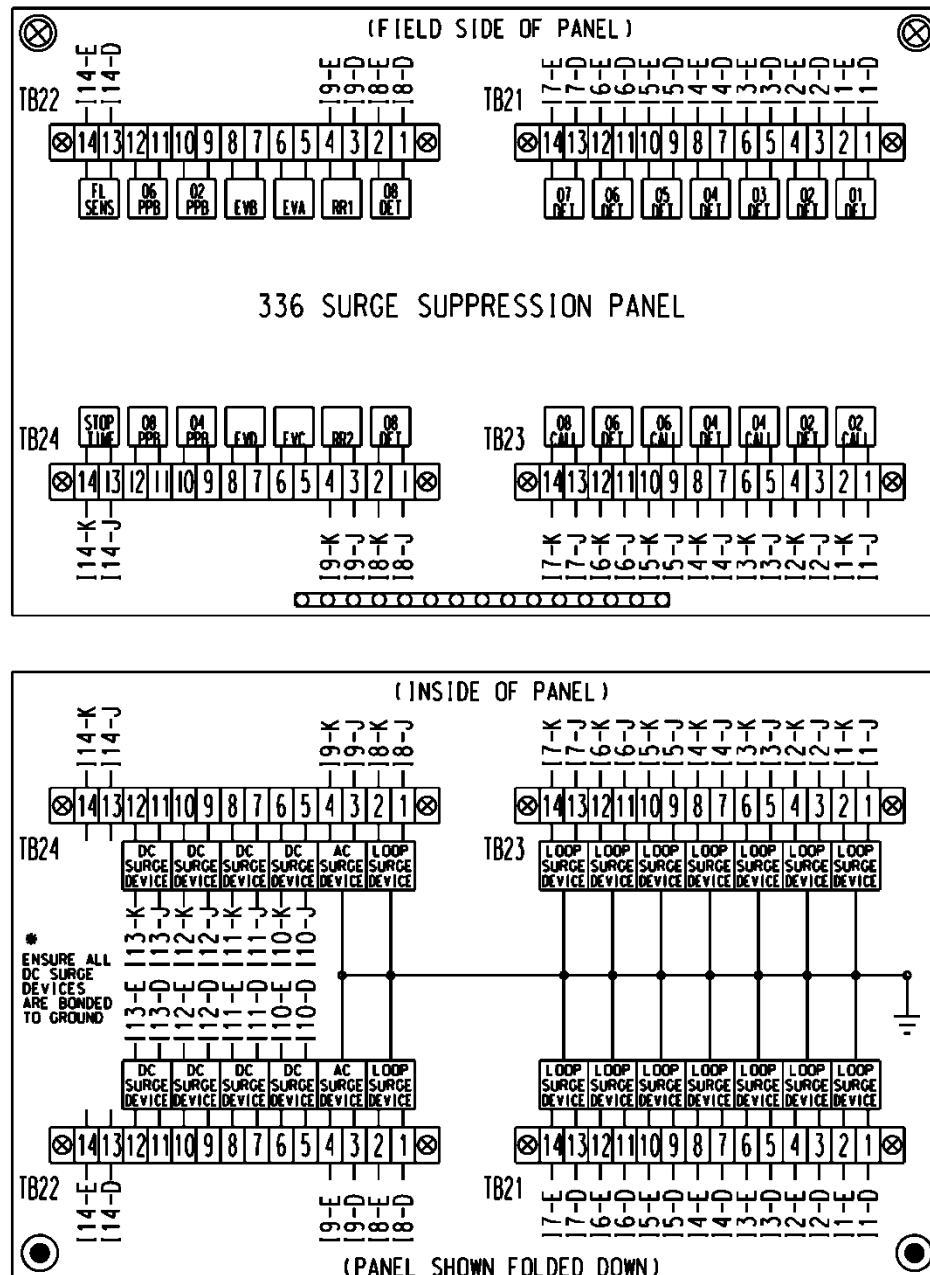 (FIELD SIDE OF PANEL)
I14-E I14-D I9-E I9-D I8-E I8-D
I7-E I7-D I6-E I6-D I5-E I5-D I4-E I4-D I3-E I3-D I2-E I2-D I1-E I1-D
TB22
TB21
14 13 12 11 10 9 8 7 6 5 4 3 2 1
14 13 12 11 10 9 8 7 6 5 4 3 2 1
FL SENS
06 PPB
02 PPB
EVB
EVA
RR1
08 DET
07 DET
06 DET
05 DET
04 DET
03 DET
02 DET
01 DET
336 SURGE SUPPRESSION PANEL
TB24
STOP TIME
08 PPB
04 PPB
EVD
EVC
RR2
08 DET
TB23
08 CALL
06 DET
06 CALL
04 DET
04 CALL
02 DET
02 CALL
14 13 12 11 10 9 8 7 6 5 4 3 2 1
14 13 12 11 10 9 8 7 6 5 4 3 2 1
I14-K I14-J I9-K I9-J I8-K I8-J
I7-K I7-J I6-K I6-J I5-K I5-J I4-K I4-J I3-K I3-J I2-K I2-J I1-K I1-J
(INSIDE OF PANEL)
I14-K I14-J I9-K I9-J I8-K I8-J
I7-K I7-J I6-K I6-J I5-K I5-J I4-K I4-J I3-K I3-J I2-K I2-J I1-K I1-J
14 13 12 11 10 9 8 7 6 5 4 3 2 1
14 13 12 11 10 9 8 7 6 5 4 3 2 1
TB24
TB23
DC SURGE DEVICE
DC SURGE DEVICE
DC SURGE DEVICE
DC SURGE DEVICE
AC SURGE DEVICE
LOOP SURGE DEVICE
LOOP SURGE DEVICE
LOOP SURGE DEVICE
LOOP SURGE DEVICE
LOOP SURGE DEVICE
LOOP SURGE DEVICE
LOOP SURGE DEVICE
LOOP SURGE DEVICE
I13-K I13-J I12-K I12-J I11-K I11-J I10-K I10-J
*
ENSURE ALL
DC SURGE
DEVICES
ARE BONDED
TO GROUND
I13-E I13-D I12-E I12-D I11-E I11-D I10-E I10-D
DC SURGE DEVICE
DC SURGE DEVICE
DC SURGE DEVICE
DC SURGE DEVICE
AC SURGE DEVICE
LOOP SURGE DEVICE
LOOP SURGE DEVICE
LOOP SURGE DEVICE
LOOP SURGE DEVICE
LOOP SURGE DEVICE
LOOP SURGE DEVICE
LOOP SURGE DEVICE
LOOP SURGE DEVICE
14 13 12 11 10 9 8 7 6 5 4 3 2 1
14 13 12 11 10 9 8 7 6 5 4 3 2 1
TB22
TB21
I14-E I14-D I9-E I9-D I8-E I8-D
I7-E I7-D I6-E I6-D I5-E I5-D I4-E I4-D I3-E I3-D I2-E I2-D I1-E I1-D
(PANEL SHOWN FOLDED DOWN)